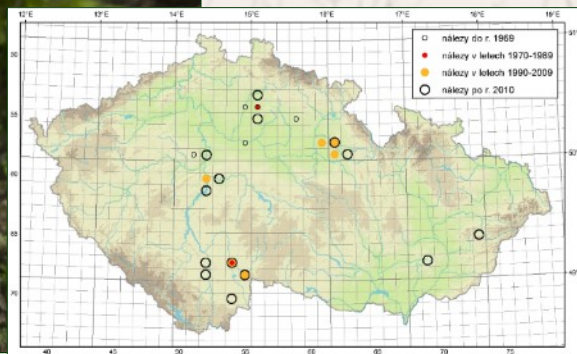 12°E 13°E 14°E 15°E 16°E 17°E 18°E 19°E
nálezy do r. 1969
nálezy v letech 1970-1989
nálezy v letech 1990-2009
nálezy po r. 2010
40 45 50 55 60 65 70 75